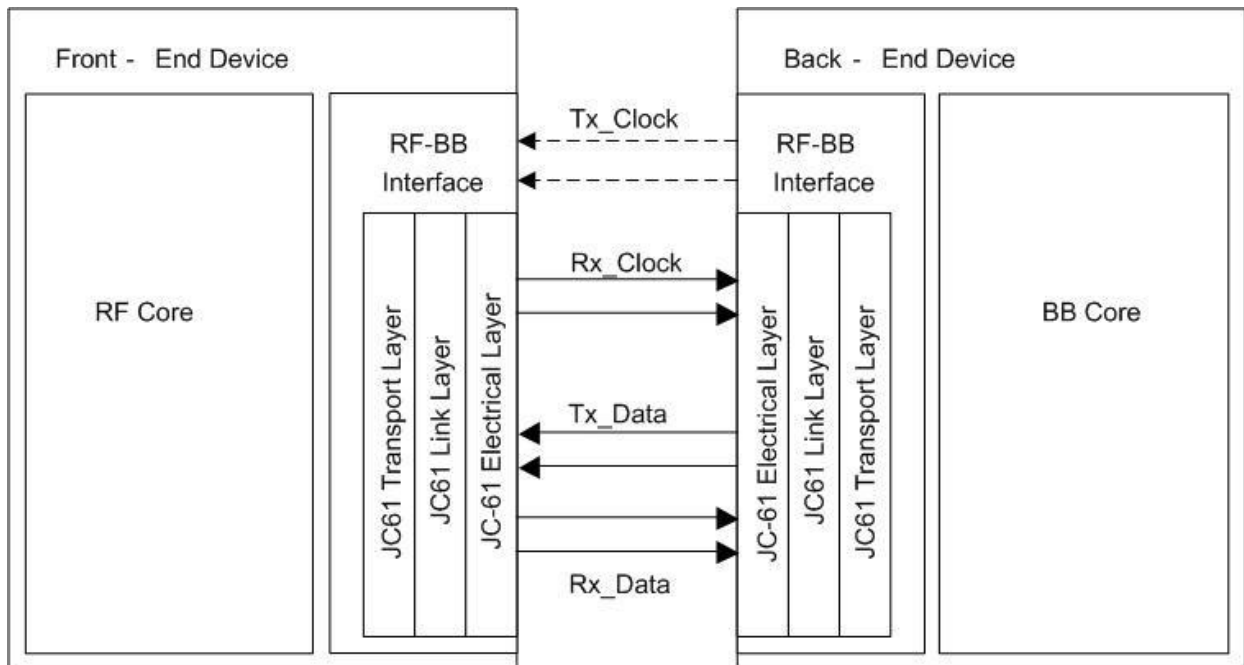 Front - End Device
Back - End Device
RF Core
RF-BB
Interface
JC61 Transport Layer
JC61 Link Layer
JC-61 Electrical Layer
Tx_Clock
Rx_Clock
Tx_Data
Rx_Data
RF-BB
Interface
JC-61 Electrical Layer
JC61 Link Layer
JC61 Transport Layer
BB Core